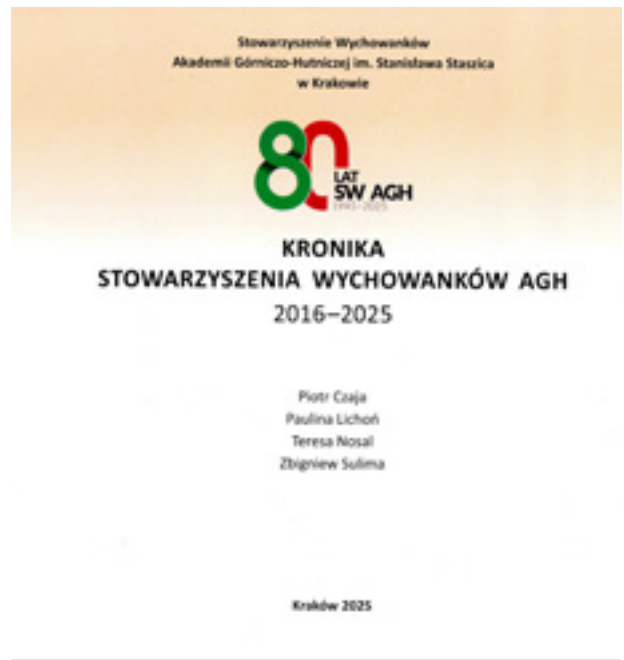 Stowarzyszenie Wychowanków
Akademii Górniczo-Hutniczej im. Stanisława Staszica
w Krakowie
80
LAT
SW AGH
1945–2025
KRONIKA
STOWARZYSZENIA WYCHOWANKÓW AGH
2016–2025
Piotr Czaja
Paulina Lichoń
Teresa Nosal
Zbigniew Sulima
Kraków 2025